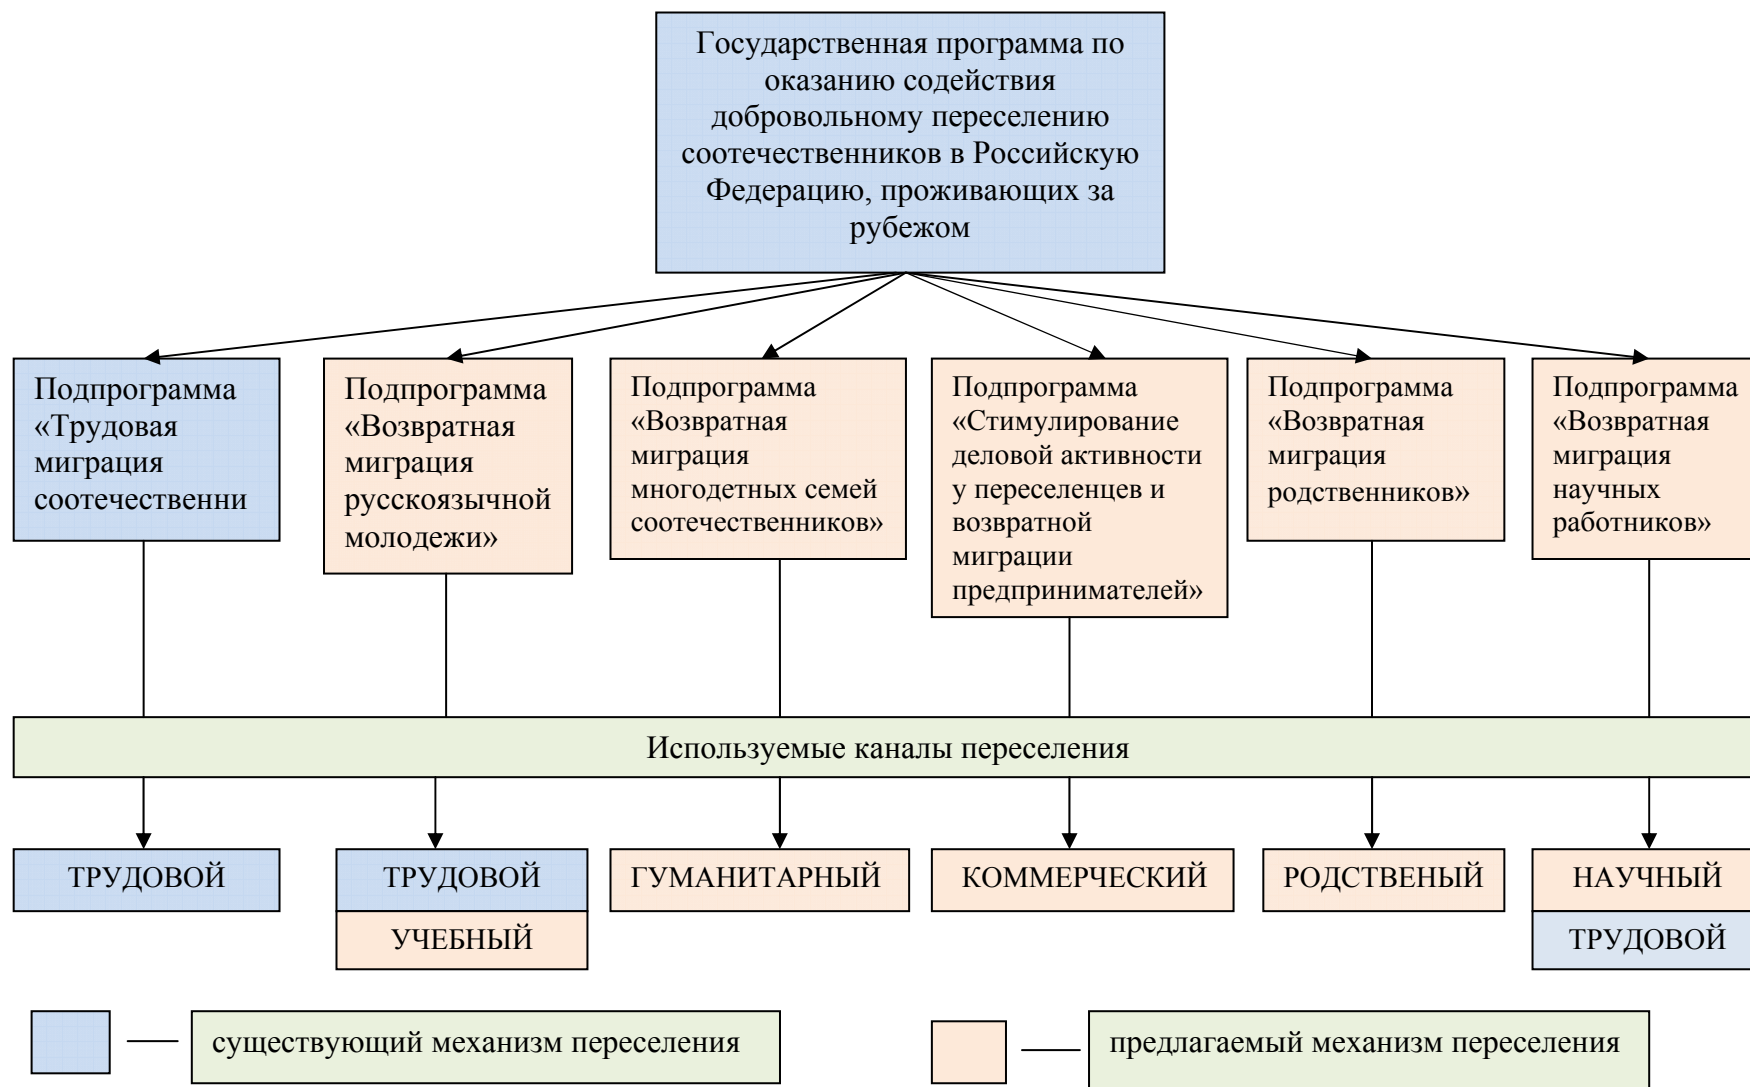 Государственная программа по
оказанию содействия
добровольному переселению
соотечественников в Российскую
Федерацию, проживающих за
рубежом
Подпрограмма
«Трудовая
миграция
соотечественни
Подпрограмма
«Возвратная
миграция
русскоязычной
молодежи»
Подпрограмма
«Возвратная
миграция
многодетных семей
соотечественников»
Подпрограмма
«Стимулирование
деловой активности
у переселенцев и
возвратной
миграции
предпринимателей»
Подпрограмма
«Возвратная
миграция
родственников»
Подпрограмма
«Возвратная
миграция
научных
работников»
Используемые каналы переселения
ТРУДОВОЙ
ТРУДОВОЙ
УЧЕБНЫЙ
ГУМАНИТАРНЫЙ
КОММЕРЧЕСКИЙ
РОДСТВЕНЫЙ
НАУЧНЫЙ
ТРУДОВОЙ
существующий механизм переселения
предлагаемый механизм переселения